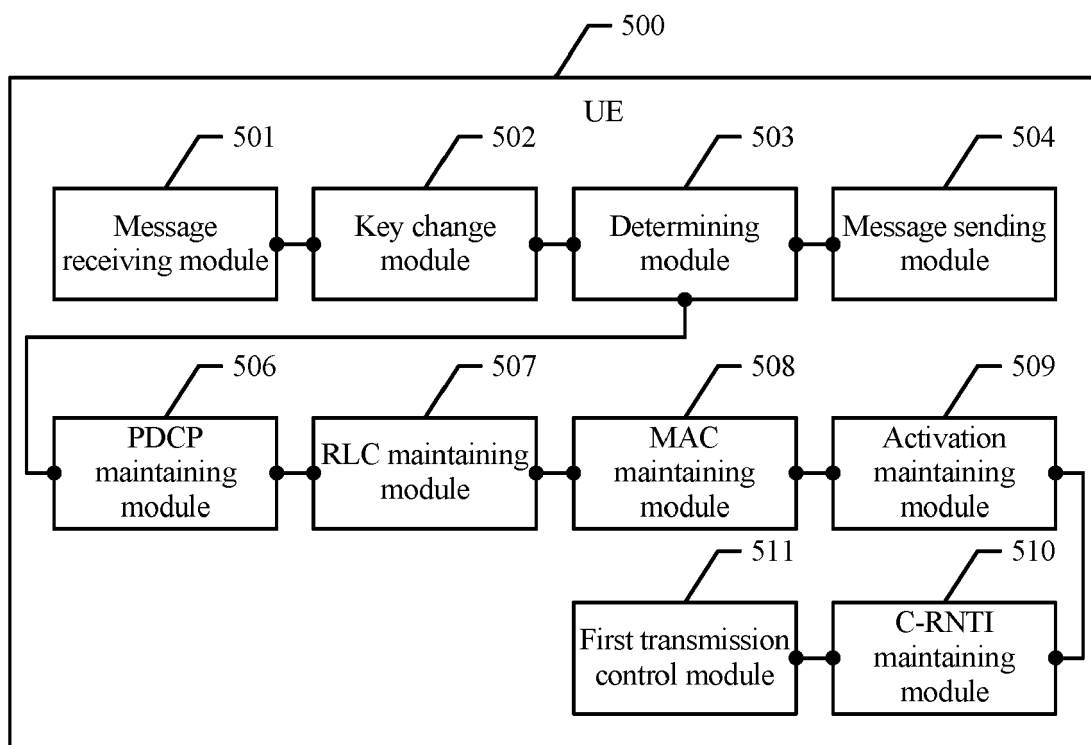 500
UE
501
502
503
504
Message
receiving module
Key change
module
Determining
module
Message sending
module
506
507
508
509
PDCP
maintaining
module
RLC maintaining
module
MAC
maintaining
module
Activation
maintaining
module
511
510
First transmission
control module
C-RNTI
maintaining
module